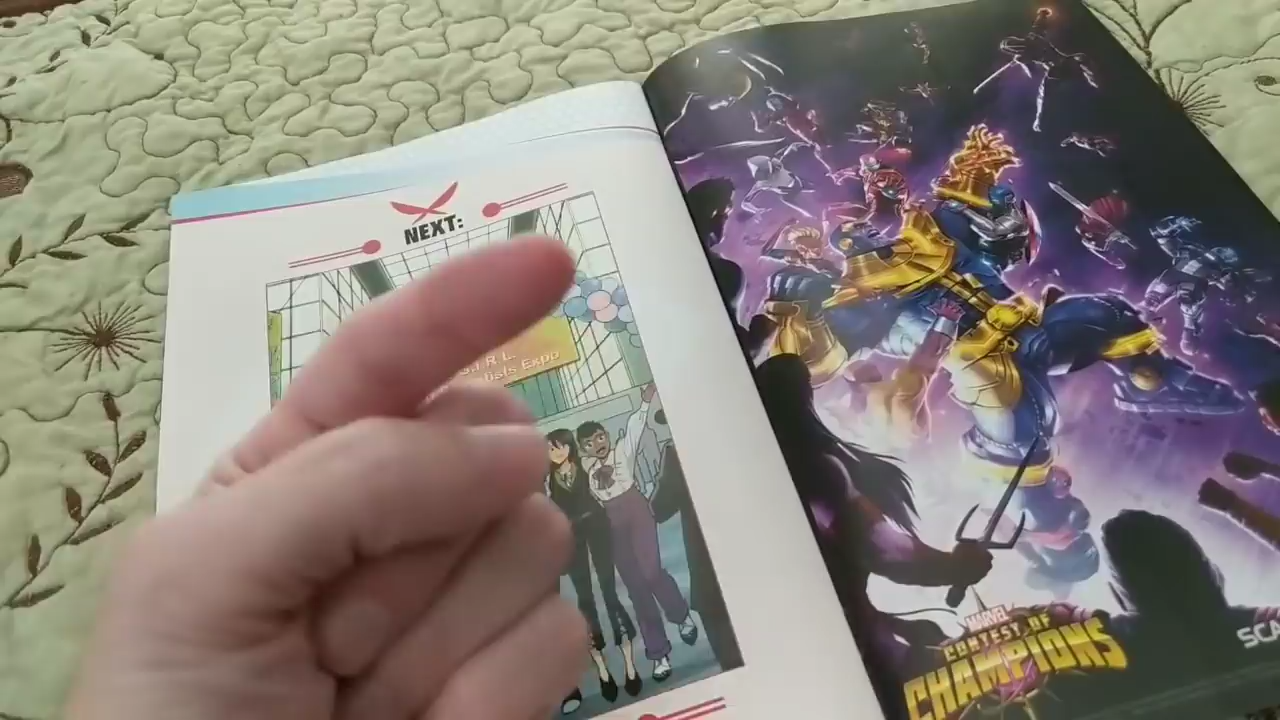 NEXT:
R.L.
Expo
MARVEL
CONTEST OF
CHAMPIONS